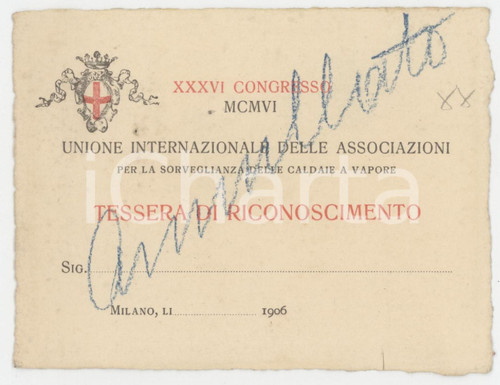 XXXVI CONGRESSO
MCMVI
UNIONE INTERNAZIONALE DELLE ASSOCIAZIONI
PER LA SORVEGLIANZA DELLE CALDAIE A VAPORE
iCharta
TESSERA DI RICONOSCIMENTO
Annullato
XX
SIG.
MILANO, LI 1906